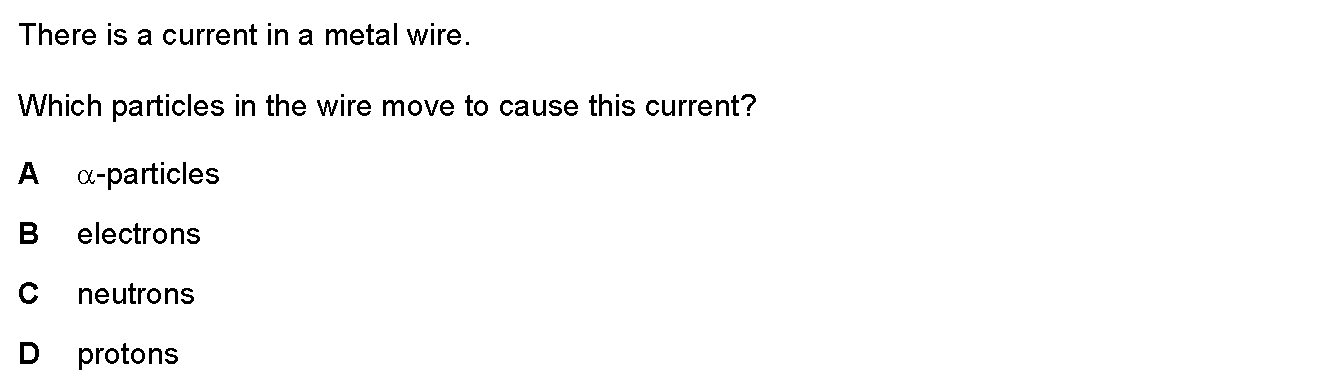 There is a current in a metal wire.
Which particles in the wire move to cause this current?
A α-particles
B electrons
C neutrons
D protons